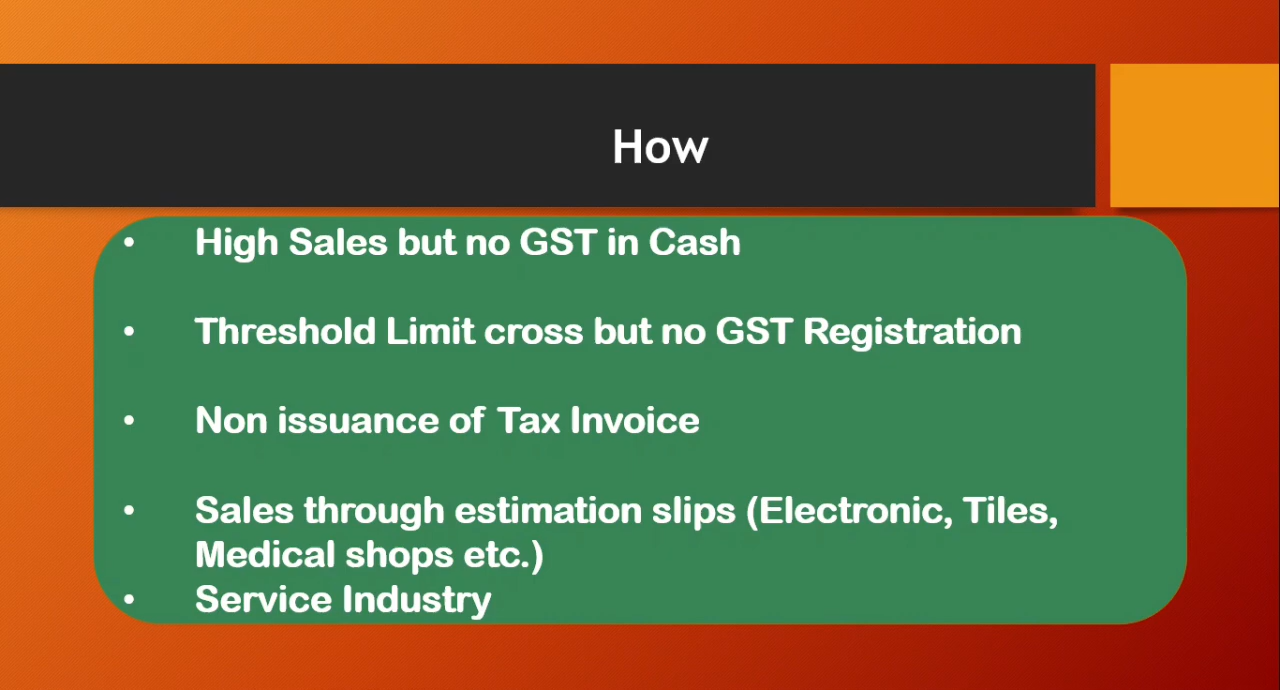 How
• High Sales but no GST in Cash
• Threshold Limit cross but no GST Registration
• Non issuance of Tax Invoice
• Sales through estimation slips (Electronic, Tiles,
Medical shops etc.)
• Service Industry